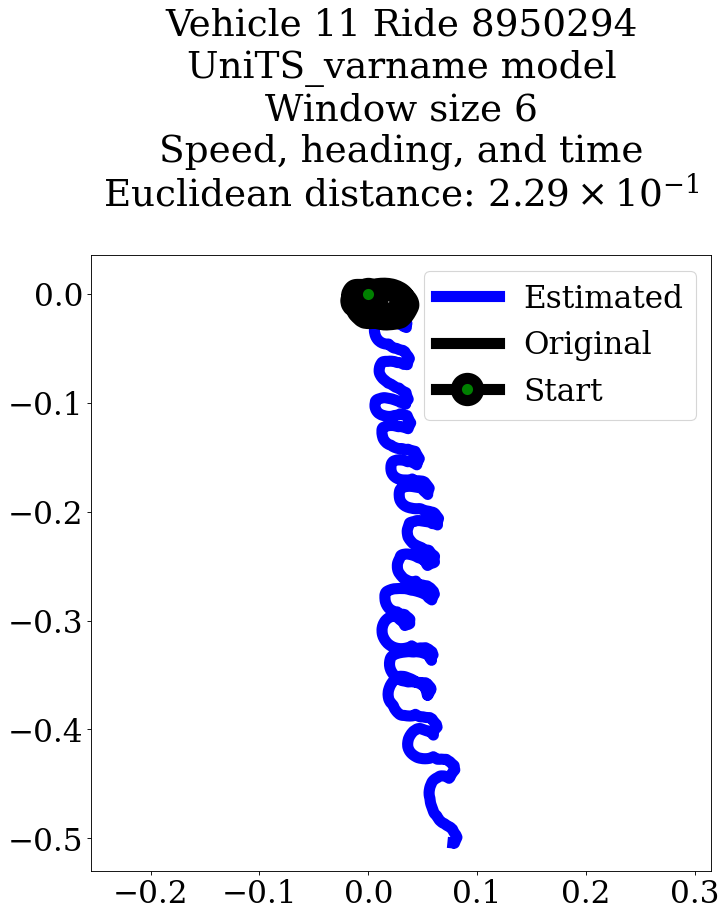 Vehicle 11 Ride 8950294
UniTS_varname model
Window size 6
Speed, heading, and time
Euclidean distance: 2.29 × 10⁻¹
Estimated
Original
Start
0.0
−0.1
−0.2
−0.3
−0.4
−0.5
−0.2 −0.1 0.0 0.1 0.2 0.3